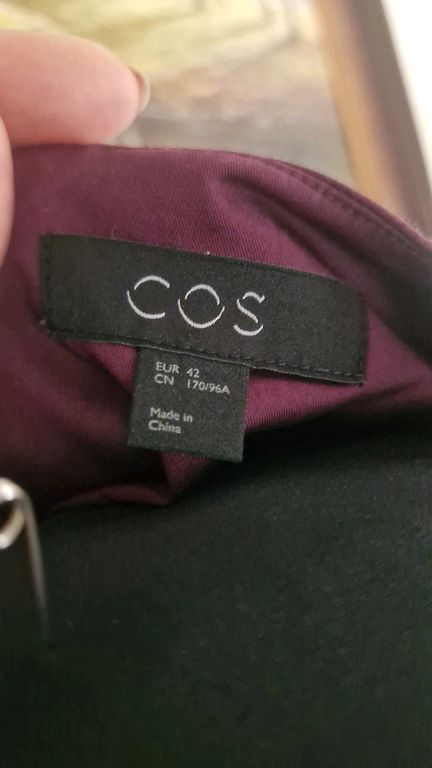 COS
EUR 42
CN 170/96A
Made in
China